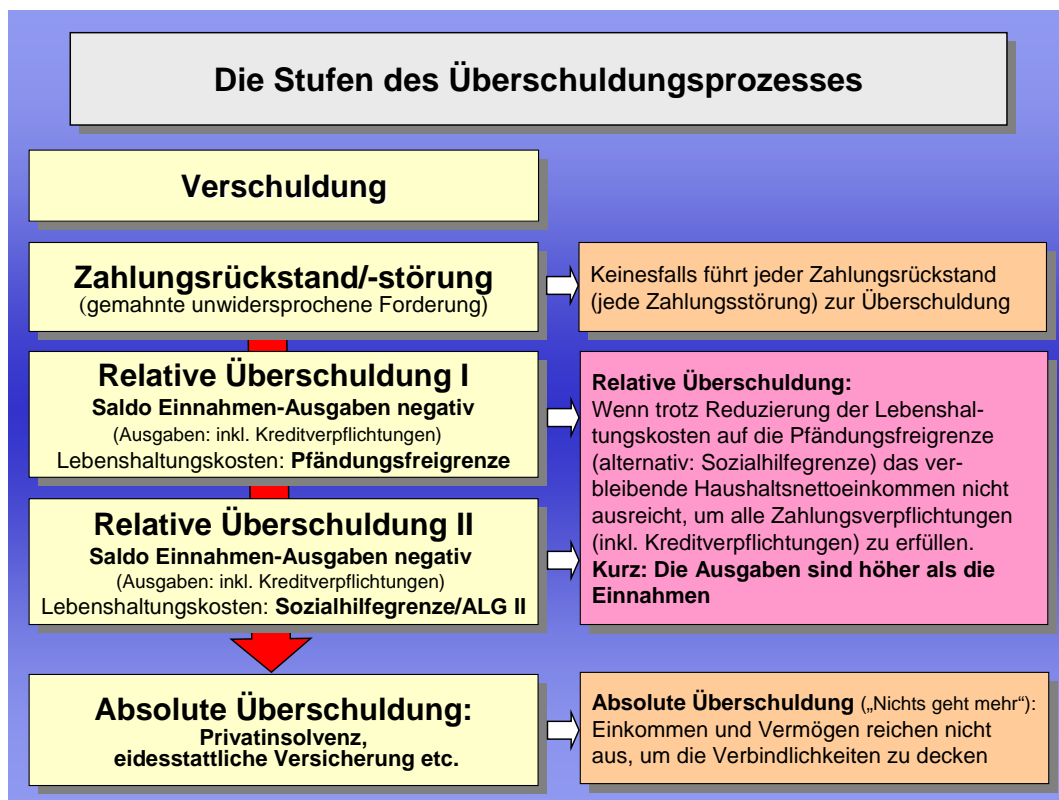 Die Stufen des Überschuldungsprozesses
Verschuldung
Zahlungsrückstand/-störung
(gemahnte unwidersprochene Forderung)
Keinesfalls führt jeder Zahlungsrückstand
(jede Zahlungsstörung) zur Überschuldung
Relative Überschuldung I
Saldo Einnahmen-Ausgaben negativ
(Ausgaben: inkl. Kreditverpflichtungen)
Lebenshaltungskosten: Pfändungsfreigrenze
Relative Überschuldung II
Saldo Einnahmen-Ausgaben negativ
(Ausgaben: inkl. Kreditverpflichtungen)
Lebenshaltungskosten: Sozialhilfegrenze/ALG II
Relative Überschuldung:
Wenn trotz Reduzierung der Lebenshal-
tungskosten auf die Pfändungsfreigrenze
(alternativ: Sozialhilfegrenze) das ver-
bleibende Haushaltsnettoeinkommen nicht
ausreicht, um alle Zahlungsverpflichtungen
(inkl. Kreditverpflichtungen) zu erfüllen.
Kurz: Die Ausgaben sind höher als die
Einnahmen
Absolute Überschuldung:
Privatinsolvenz,
eidesstattliche Versicherung etc.
Absolute Überschuldung („Nichts geht mehr“):
Einkommen und Vermögen reichen nicht
aus, um die Verbindlichkeiten zu decken